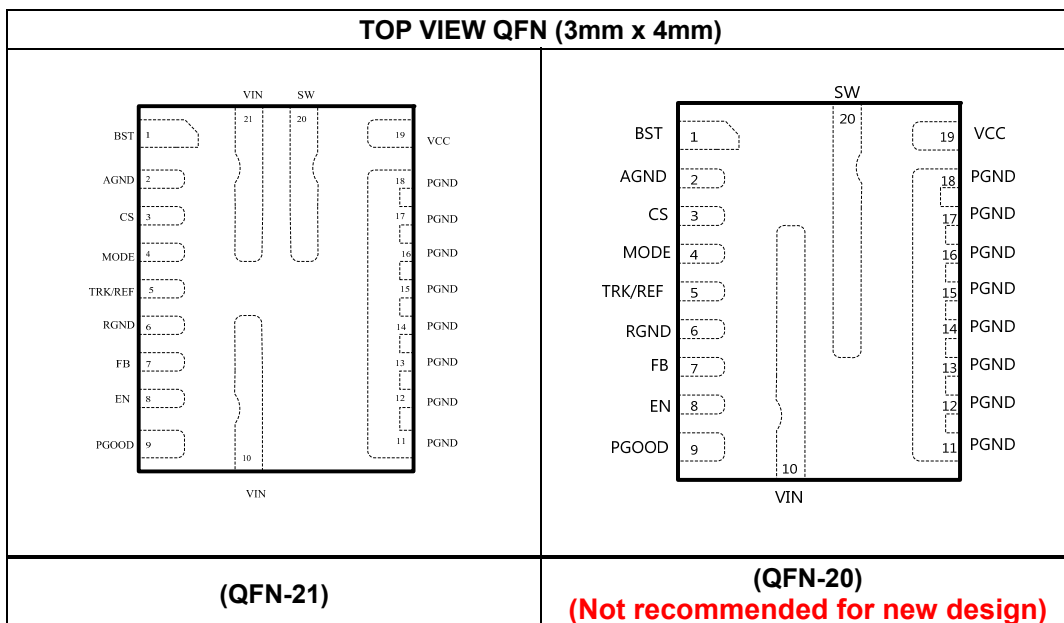 TOP VIEW QFN (3mm x 4mm)
VIN SW
21 20
BST 1
19 VCC
AGND 2
18 PGND
CS 3
17 PGND
MODE 4
16 PGND
TRK/REF 5
15 PGND
RGND 6
14 PGND
FB 7
13 PGND
EN 8
12 PGND
PGOOD 9
11 PGND
10
VIN
SW
20
BST 1
19 VCC
AGND 2
18 PGND
CS 3
17 PGND
MODE 4
16 PGND
TRK/REF 5
15 PGND
RGND 6
14 PGND
FB 7
13 PGND
EN 8
12 PGND
PGOOD 9
11 PGND
10
VIN
(QFN-21)
(QFN-20)
(Not recommended for new design)